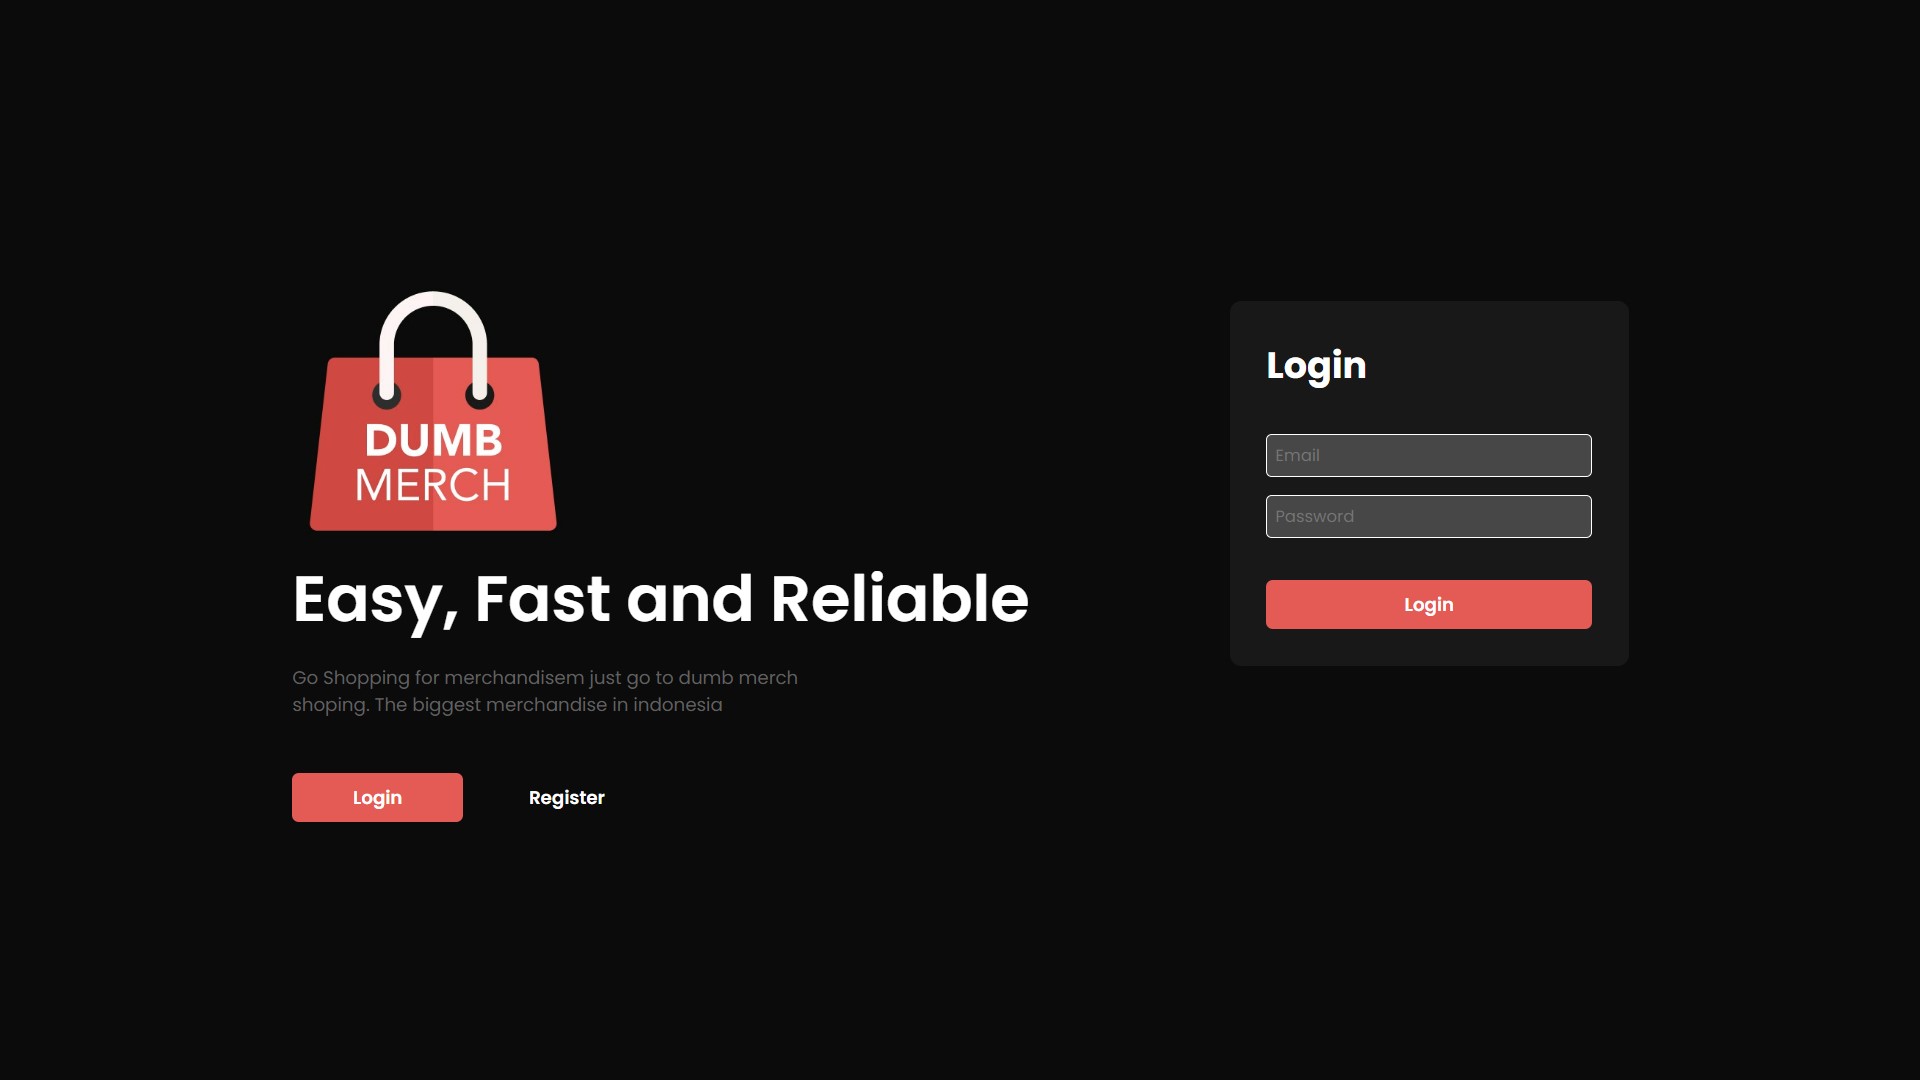 DUMB
MERCH
Easy, Fast and Reliable
Go Shopping for merchandisem just go to dumb merch
shoping. The biggest merchandise in indonesia
Login
Register
Login
Email
Password
Login